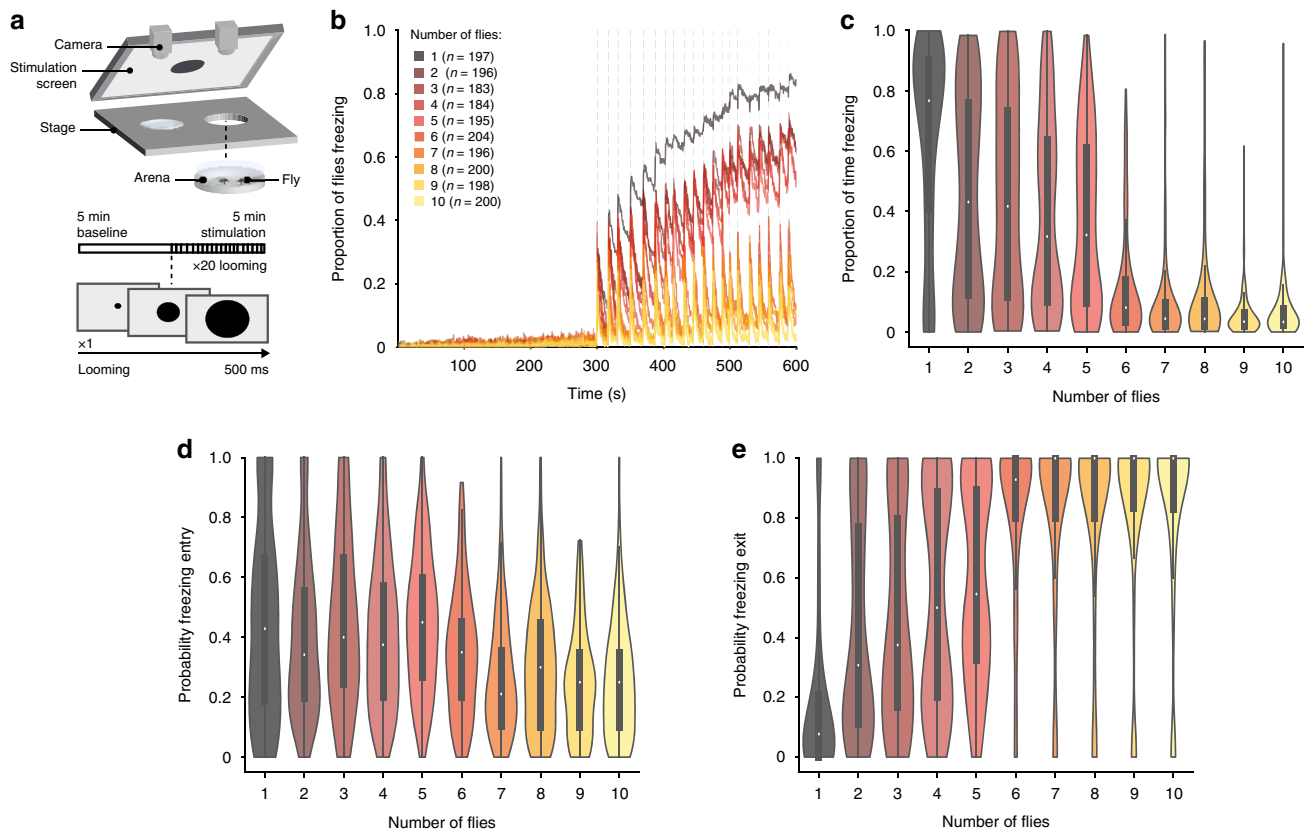 a
Camera
Stimulation
screen
Stage
Arena
Fly
5 min
baseline
5 min
stimulation
×20 looming
×1
Looming
500 ms
b
Proportion of flies freezing
1.0
0.8
0.6
0.4
0.2
0
Number of flies:
1 (n = 197)
2 (n = 196)
3 (n = 183)
4 (n = 184)
5 (n = 195)
6 (n = 204)
7 (n = 196)
8 (n = 200)
9 (n = 198)
10 (n = 200)
100 200 300 400 500 600
Time (s)
c
Proportion of time freezing
1.0
0.8
0.6
0.4
0.2
0
1 2 3 4 5 6 7 8 9 10
Number of flies
d
Probability freezing entry
1.0
0.8
0.6
0.4
0.2
0
1 2 3 4 5 6 7 8 9 10
Number of flies
e
Probability freezing exit
1.0
0.8
0.6
0.4
0.2
0
1 2 3 4 5 6 7 8 9 10
Number of flies